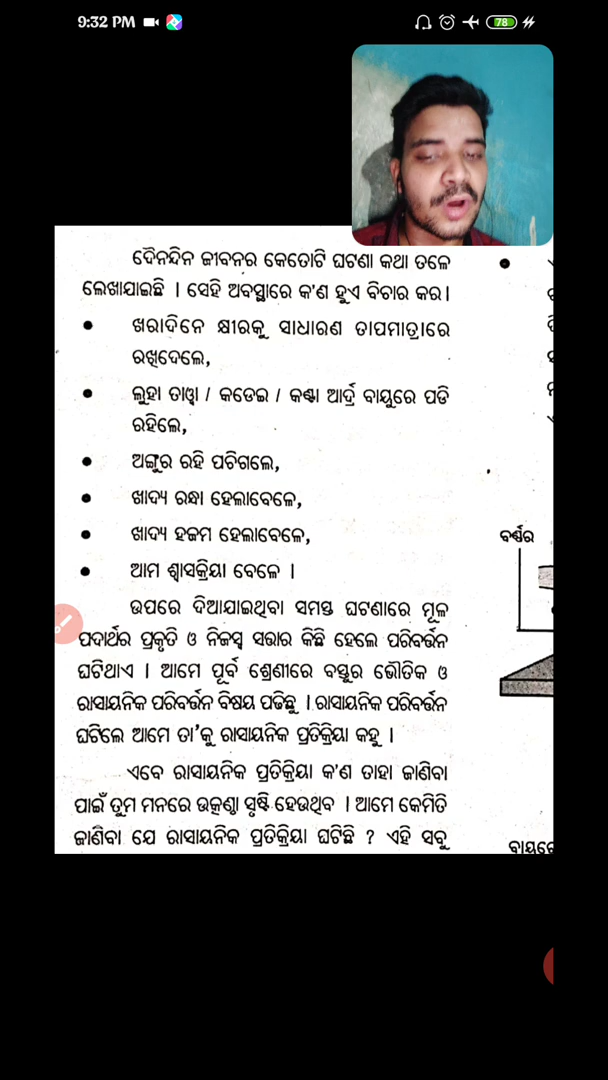 9:32 PM
78
ଦୈନନ୍ଦିନ ଜୀବନର କେତୋଟି ଘଟଣା କଥା ତଳେ
ଲେଖାଯାଇଛି । ସେହି ଅବସ୍ଥାରେ କ'ଣ ହୁଏ ବିଚାର କର।
• ଖରାଦିନେ କ୍ଷୀରକୁ ସାଧାରଣ ତାପମାତ୍ରାରେ
ରଖିଦେଲେ,
• ଲୁହା ତାୱା / କଡେଇ / କଣ୍ଟା ଆର୍ଦ୍ର ବାୟୁରେ ପଡି
ରହିଲେ,
• ଅଙ୍ଗୁର ରହି ପଚିଗଲେ,
• ଖାଦ୍ୟ ରନ୍ଧା ହେଲାବେଳେ,
• ଖାଦ୍ୟ ହଜମ ହେଲାବେଳେ,
• ଆମ ଶ୍ୱାସକ୍ରିୟା ବେଳେ ।
ଉପରେ ଦିଆଯାଇଥିବା ସମସ୍ତ ଘଟଣାରେ ମୂଳ
ପଦାର୍ଥର ପ୍ରକୃତି ଓ ନିଜସ୍ୱ ସତ୍ତାର କିଛି ହେଲେ ପରିବର୍ତ୍ତନ
ଘଟିଥାଏ । ଆମେ ପୂର୍ବ ଶ୍ରେଣୀରେ ବସ୍ତୁର ଭୌତିକ ଓ
ରାସାୟନିକ ପରିବର୍ତ୍ତନ ବିଷୟ ପଢିଛୁ । ରାସାୟନିକ ପରିବର୍ତ୍ତନ
ଘଟିଲେ ଆମେ ତା'କୁ ରାସାୟନିକ ପ୍ରତିକ୍ରିୟା କହୁ ।
ଏବେ ରାସାୟନିକ ପ୍ରତିକ୍ରିୟା କ'ଣ ତାହା ଜାଣିବା
ପାଇଁ ତୁମ ମନରେ ଉତ୍କଣ୍ଠା ସୃଷ୍ଟି ହେଉଥିବ । ଆମେ କେମିତି
ଜାଣିବା ଯେ ରାସାୟନିକ ପ୍ରତିକ୍ରିୟା ଘଟିଛି ? ଏହି ସବୁ
ବର୍ଣ୍ଣର